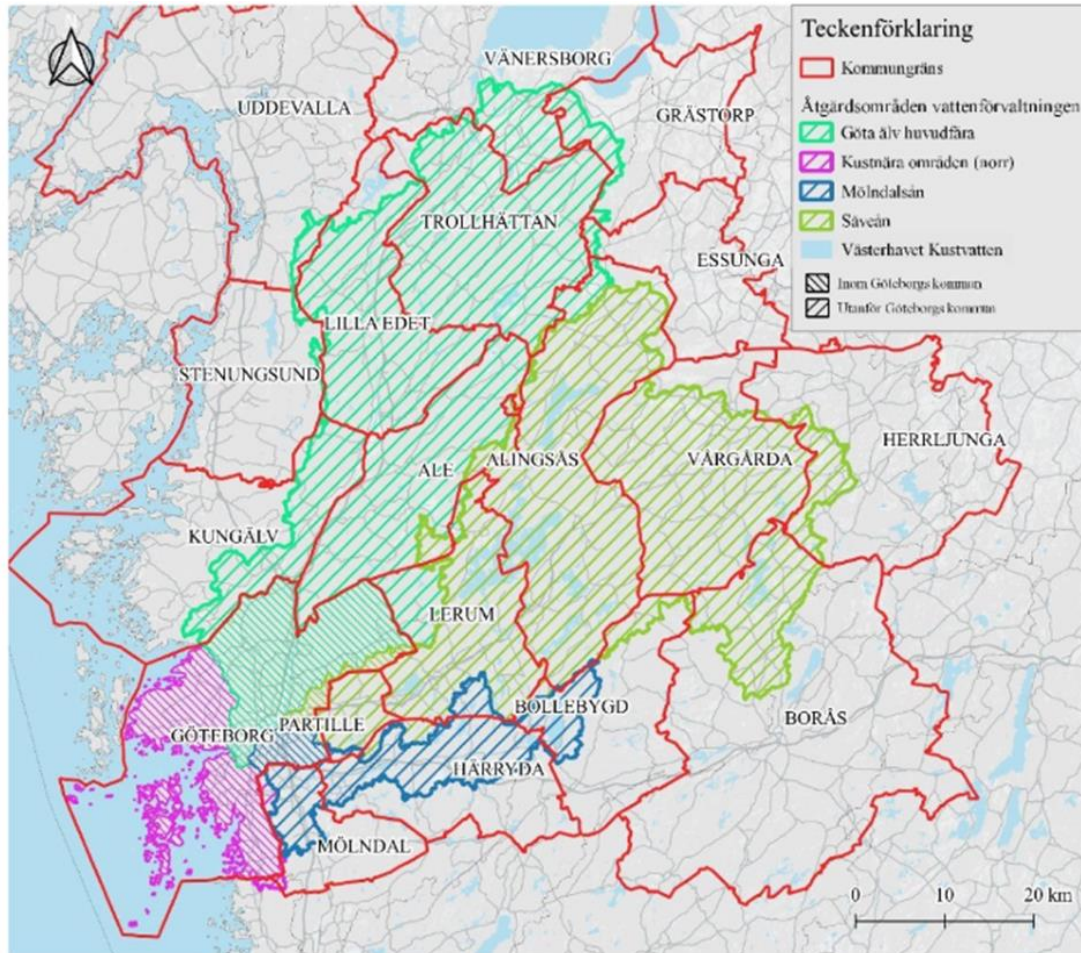 N
Teckenförklaring
Kommungräns
Åtgärdsområden vattenförvaltningen
Göta älv huvudfåra
Kustnära områden (norr)
Mölndalsån
Säveån
Västerhavet Kustvatten
Inom Göteborgs kommun
Utanför Göteborgs kommun
VÄNERSBORG
UDDEVALLA
GRÄSTORP
TROLLHÄTTAN
ESSUNGA
LILLA EDET
STENUNGSUND
HERRLJUNGA
ALE
ALINGSÅS
VÅRGÅRDA
KUNGÄLV
LERUM
BOLLEBYGD
PARTILLE
GÖTEBORG
BORÅS
HÄRRYDA
MÖLNDAL
0 10 20 km